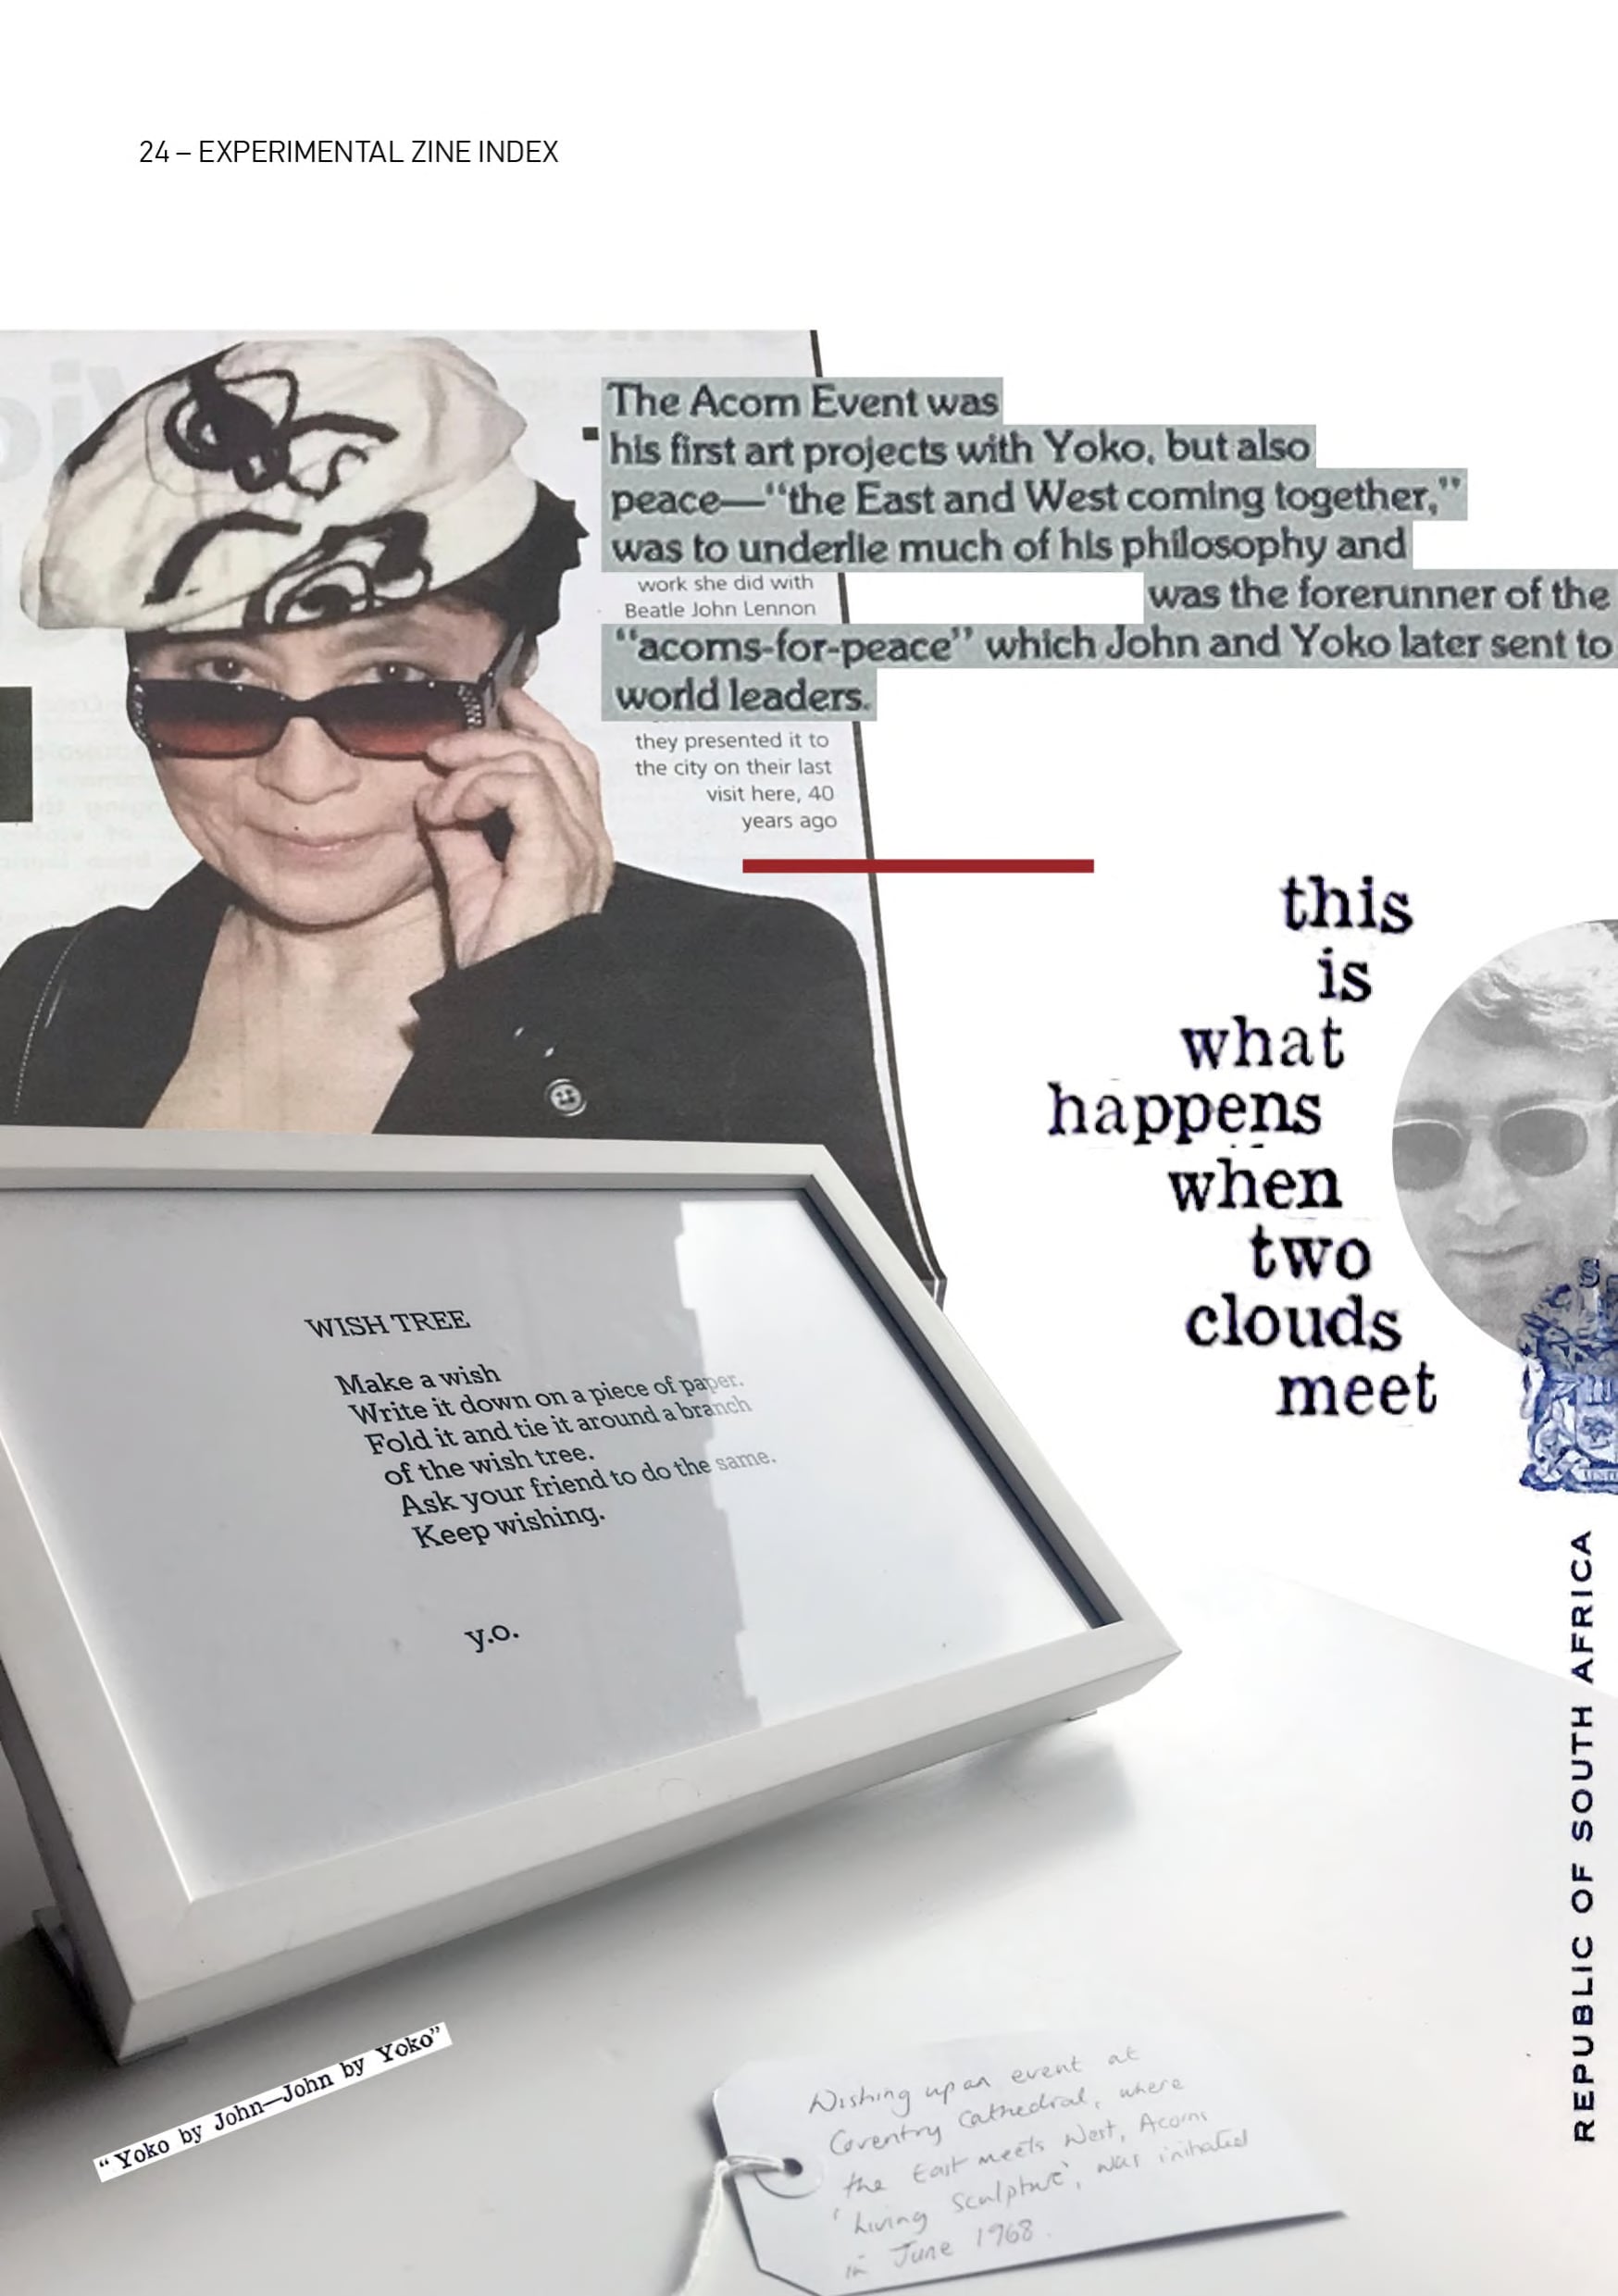 24 – EXPERIMENTAL ZINE INDEX
The Acorn Event was
his first art projects with Yoko, but also
peace—“the East and West coming together,”
was to underlie much of his philosophy and
was the forerunner of the
“acorns-for-peace” which John and Yoko later sent to
world leaders.
work she did with
Beatle John Lennon
they presented it to
the city on their last
visit here, 40
years ago
this
is
what
happens
when
two
clouds
meet
WISH TREE
Make a wish
Write it down on a piece of paper.
Fold it and tie it around a branch
of the wish tree.
Ask your friend to do the same.
Keep wishing.
y.o.
REPUBLIC OF SOUTH AFRICA
“Yoko by John—John by Yoko”
Wishing upon event at
Coventry Cathedral, where
the East meets West, Acorns
'Living Sculpture', was initiated
in June 1968.